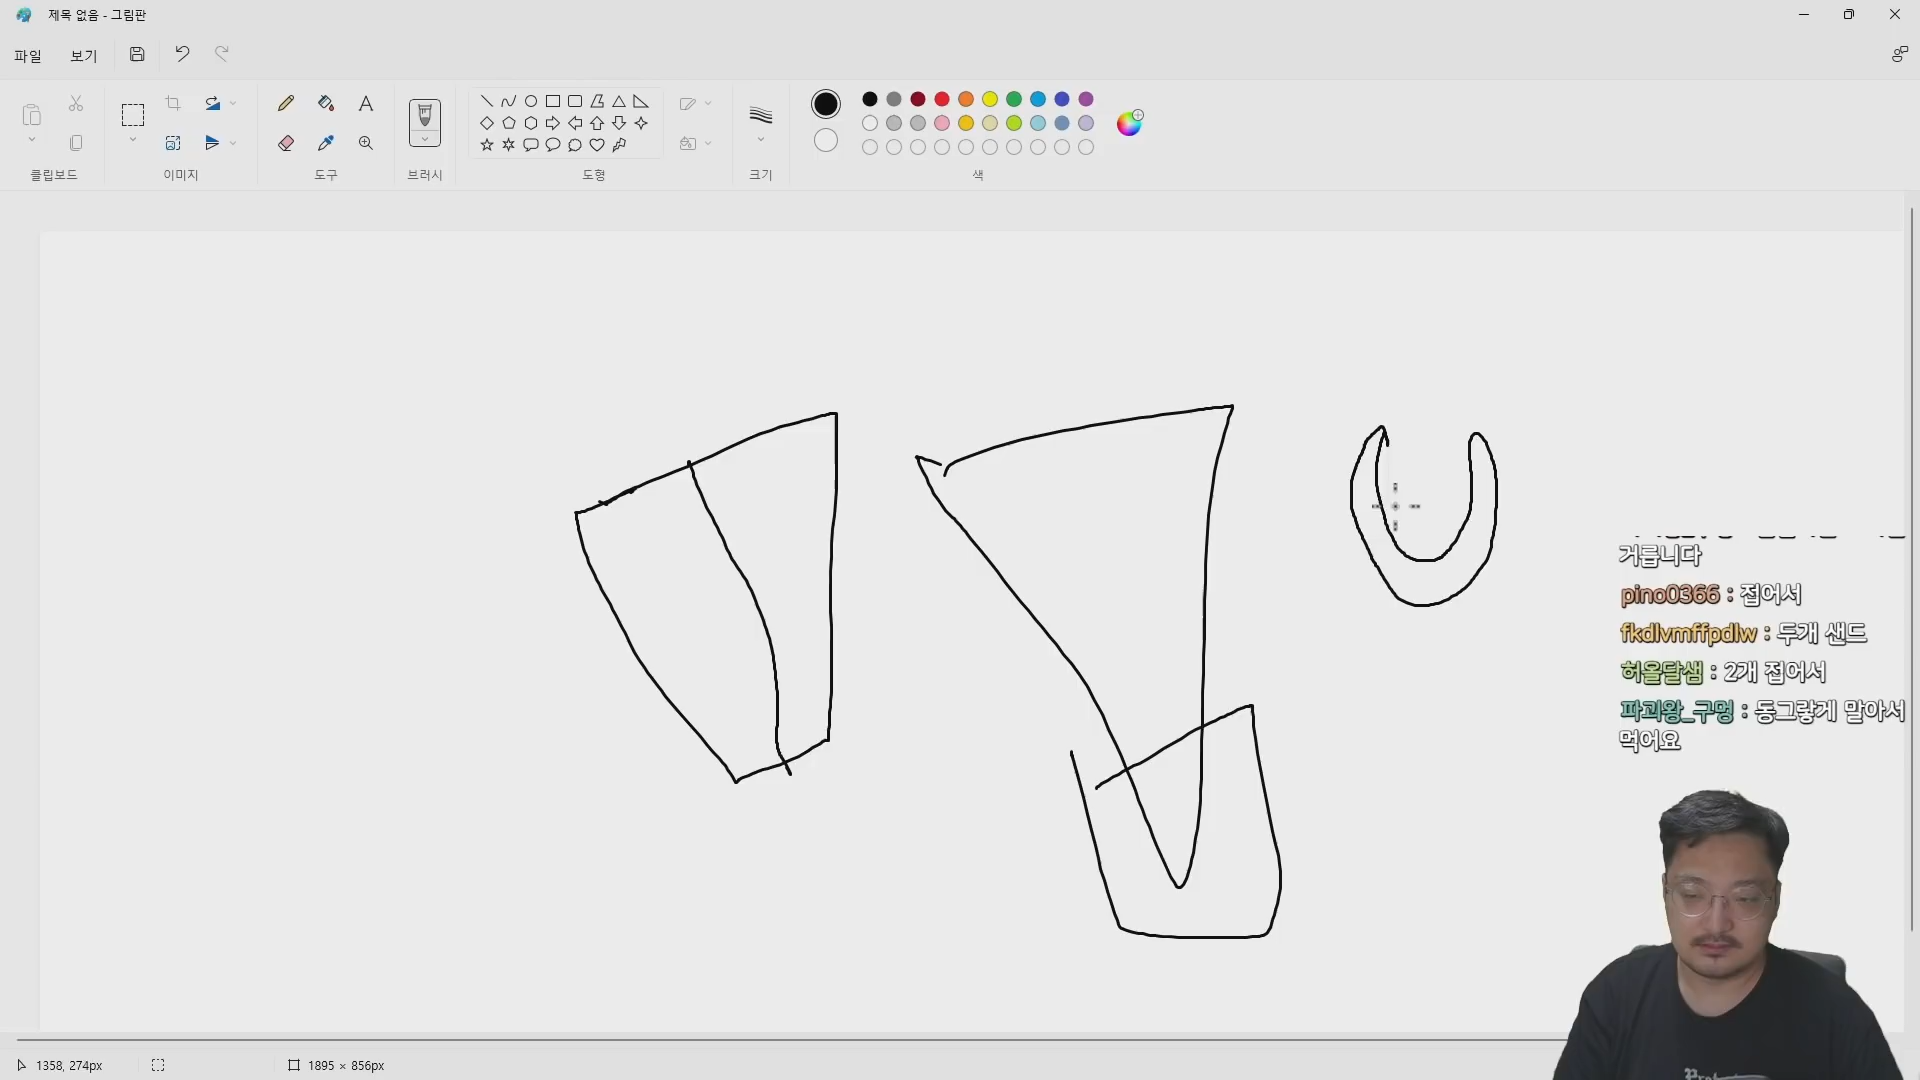 제목 없음 - 그림판
파일 보기
클립보드 이미지 도구 브러시 도형 크기 색
거릅니다
pino0366 : 접어서
fkdlvmffpdlw : 두개 샌드
허올달샘 : 2개 접어서
파괴왕_구멍 : 동그랗게 말아서
먹어요
1358, 274px 1895 × 856px